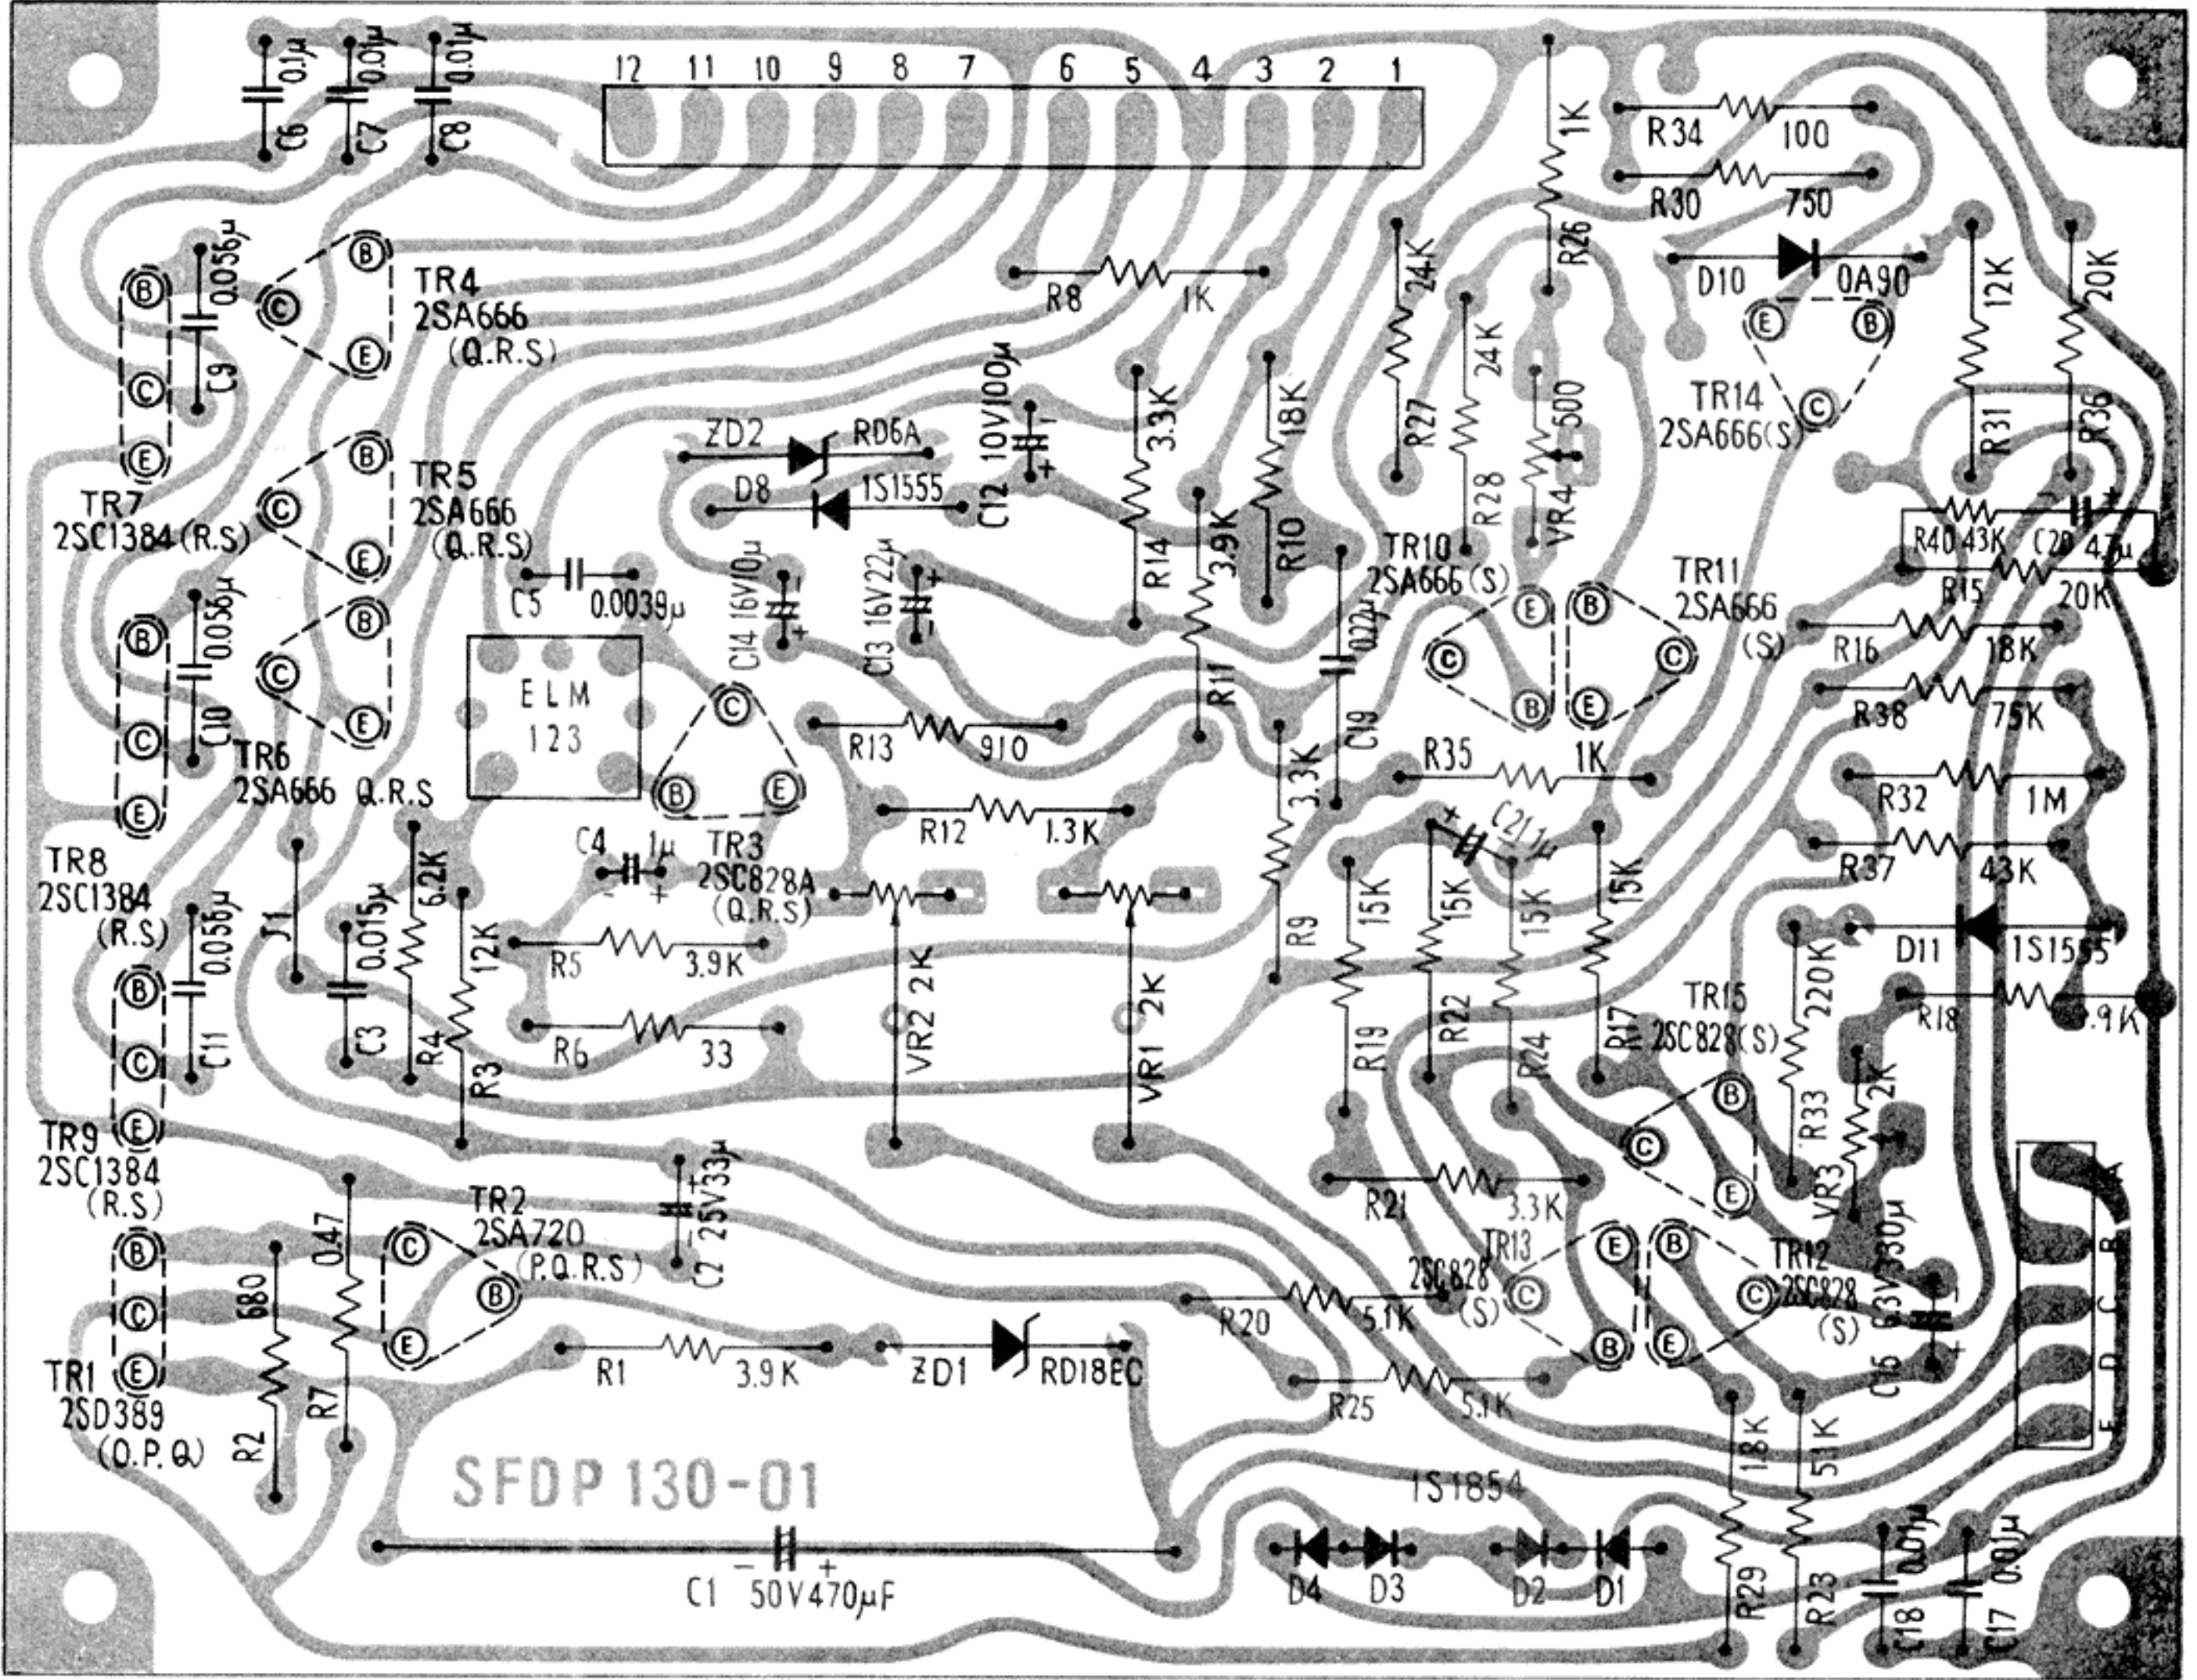 0.1μ
0.01μ
0.01μ
C6
C7
C8
12 11 10 9 8 7 6 5 4 3 2 1
1K
R26
R34 100
R30 750
D10 0A90
E B C
TR14
2SA666(S)
12K
R31
20K
R36
0.056μ
C9
B C E
TR7
2SC1384(R.S)
B C E
TR4
2SA666
(Q.R.S)
B C E
TR5
2SA666
(Q.R.S)
R8 1K
24K
R27
24K
R28
500
VR4
ZD2 RD6A
D8 1S1555
C12 10V100μ
- +
3.3K
R14
18K
R10
3.9K
R11
R40 43K C20 4.7μ
- +
R15 20K
R16 18K
R38 75K
R32 1M
R37 43K
D11 1S1555
R18 .9K
TR10
2SA666(S)
E C B
TR11
2SA666
(S)
B C E
C5 0.0039μ
C14 16V10μ
- +
C13 16V22μ
+ -
0.22μ
C19
0.056μ
C10
B C E
TR8
2SC1384
(R.S)
B C E
TR6
2SA666 Q.R.S
ELM
123
C B E
TR3
2SC828A
(Q.R.S)
R13 910
R12 1.3K
R35 1K
3.3K
R9
C21 1μ
+
15K
R19
15K
R22
15K
R24
15K
R17
C4 1μ
- +
R5 3.9K
R6 33
J1
0.015μ
C3
6.2K
R4
12K
R3
VR2 2K
VR1 2K
0.056μ
C11
B C E
TR9
2SC1384
(R.S)
TR15
2SC828(S)
B C E
220K
R33
2K
VR3
R21 3.3K
TR13
2SC828
(S)
E C B
TR12
2SC828
(S)
B C E
C16 6.3V330μ
- +
A
B
C
D
E
0.47
R7
680
R2
B C E
TR1
2SD389
(O.P.Q)
C B E
TR2
2SA720
(P.Q.R.S)
C2 25V33μ
+ -
R1 3.9K
ZD1 RD18EC
R20 5.1K
R25 5.1K
1.8K
R29
5.1K
R23
SFDP 130-01
1S1854
D4 D3 D2 D1
- +
C1 50V470μF
0.01μ
C18
0.01μ
C17